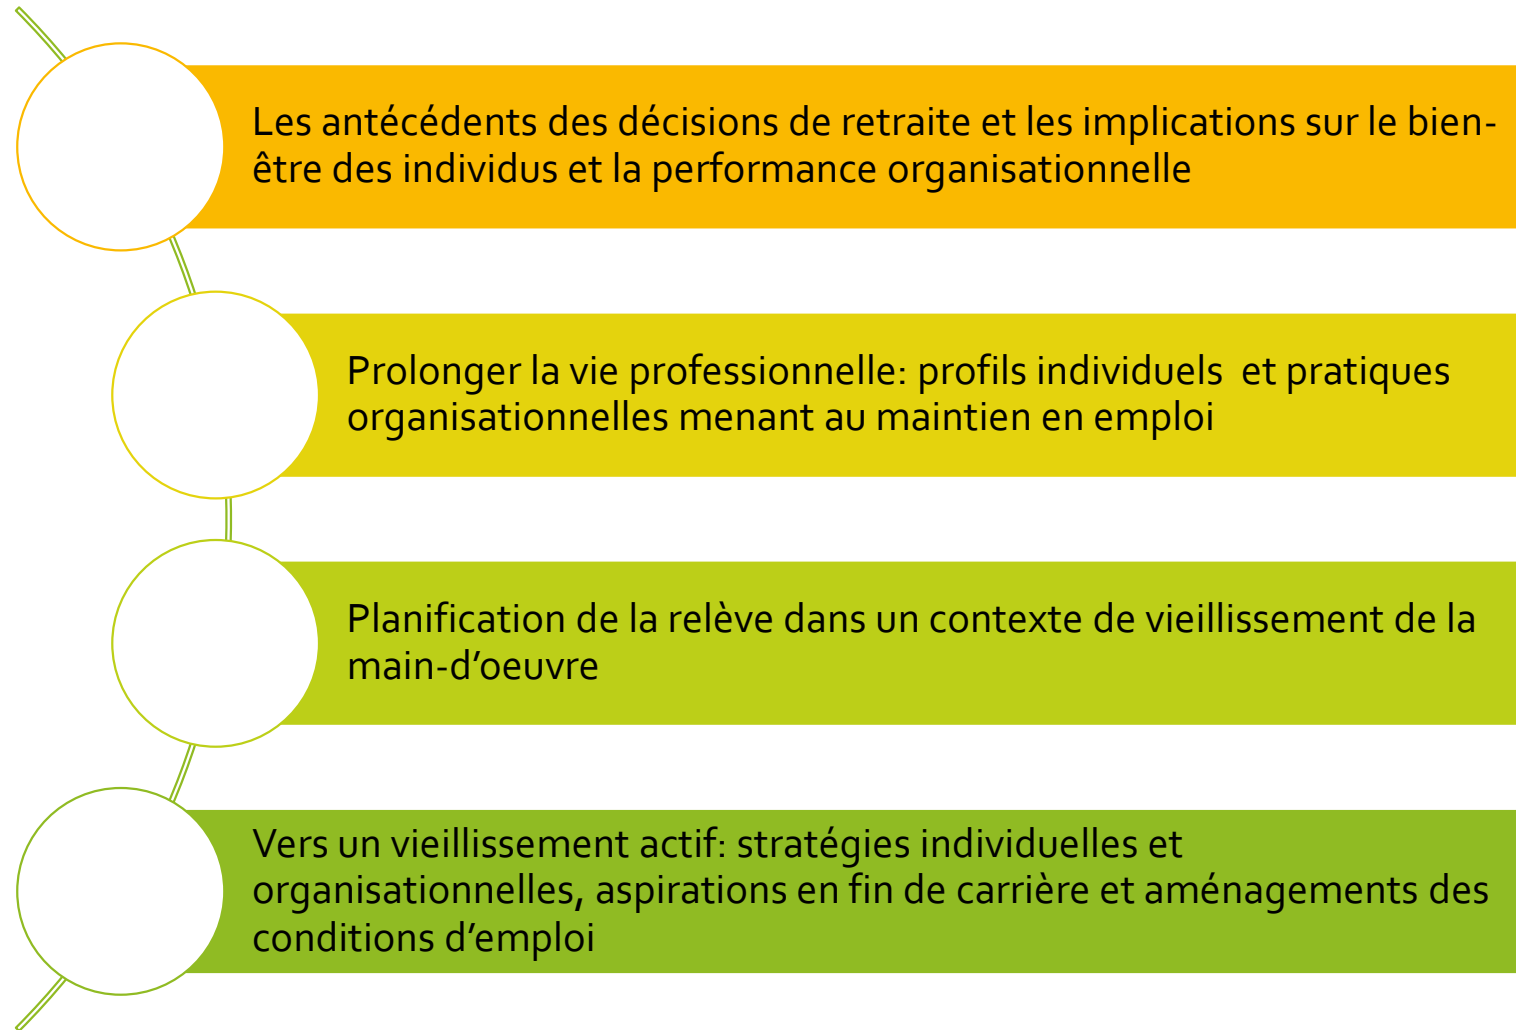 Les antécédents des décisions de retraite et les implications sur le bien-
être des individus et la performance organisationnelle
Prolonger la vie professionnelle: profils individuels  et pratiques
organisationnelles menant au maintien en emploi
Planification de la relève dans un contexte de vieillissement de la
main-d’oeuvre
Vers un vieillissement actif: stratégies individuelles et
organisationnelles, aspirations en fin de carrière et aménagements des
conditions d’emploi